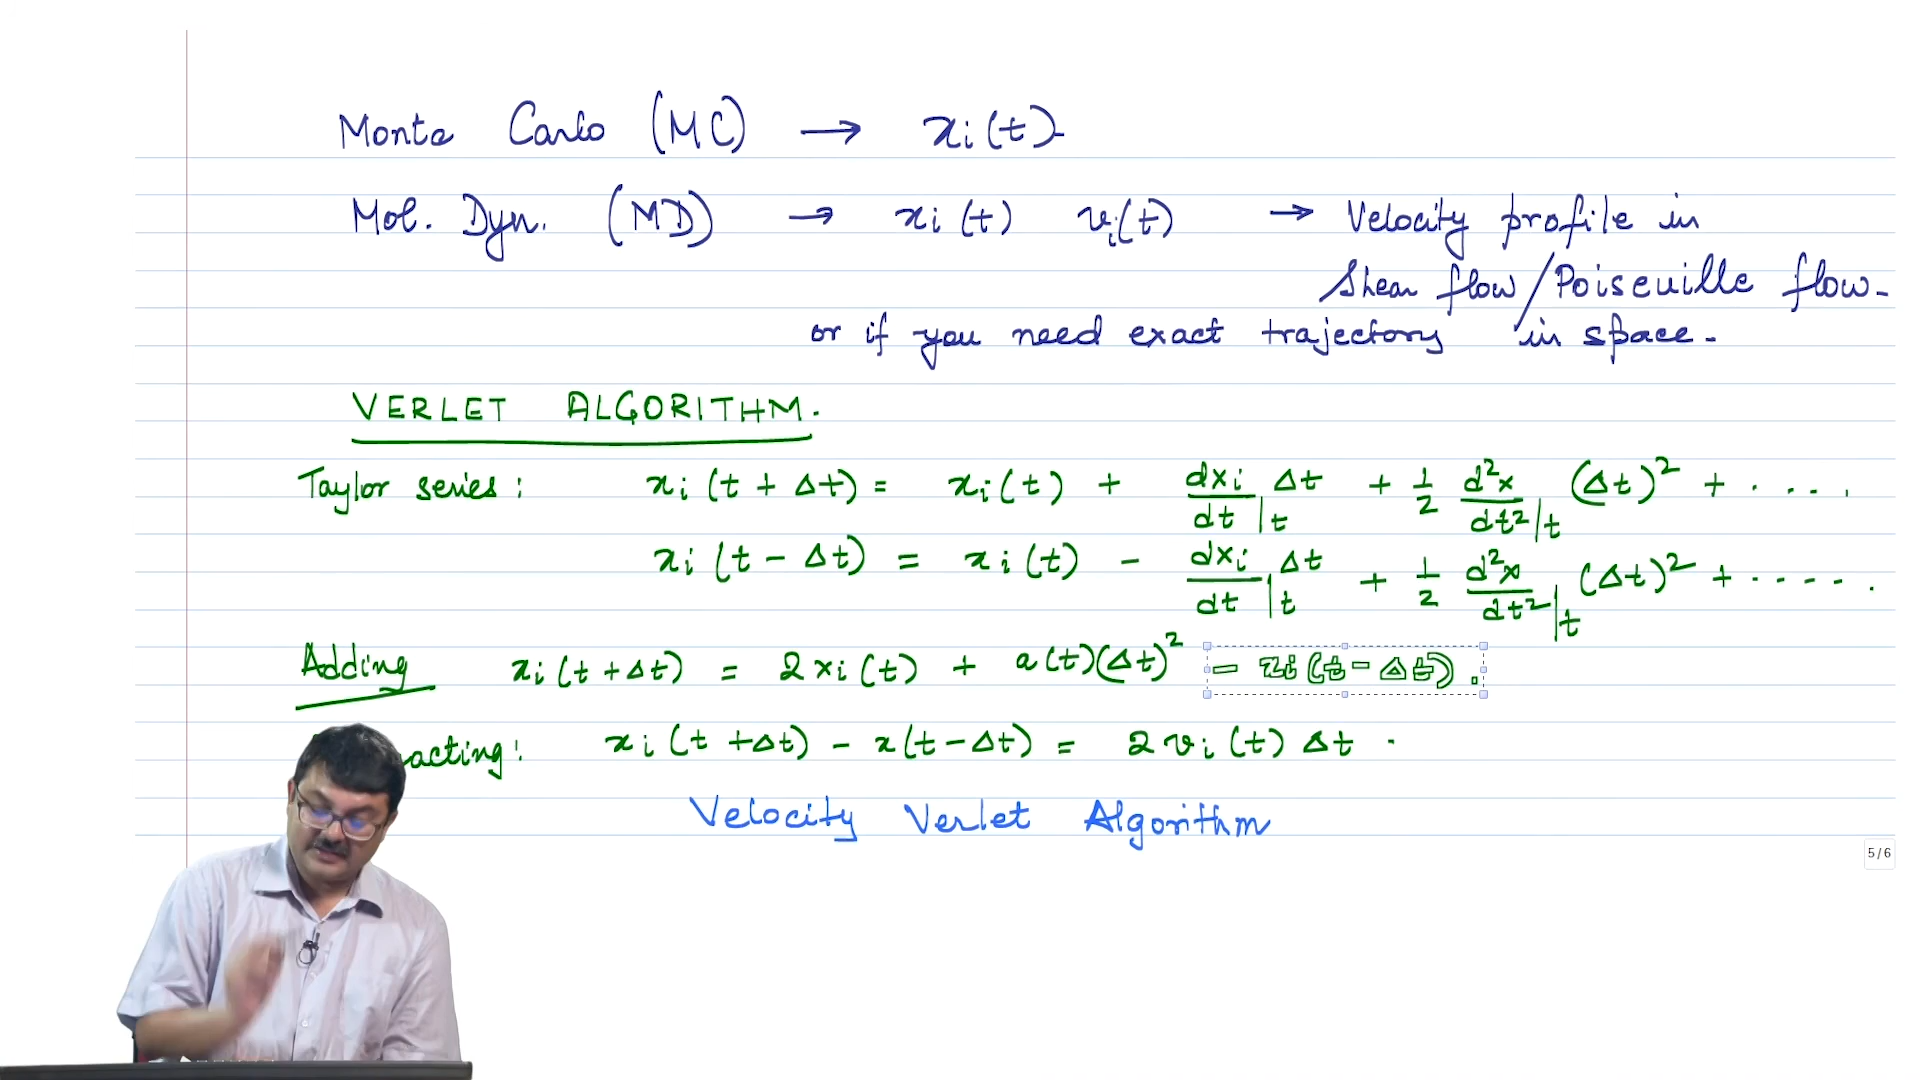 Monte Carlo (MC) → xi(t)
Mol. Dyn. (MD) → xi(t) vi(t) → Velocity profile in
Shear flow/Poiseuille flow-
or if you need exact trajectory in space.
VERLET ALGORITHM.
Taylor series: xi(t + Δt) = xi(t) + dxi/dt|t Δt + 1/2 d²x/dt²|t (Δt)² + . . . .
xi(t - Δt) = xi(t) - dxi/dt|t Δt + 1/2 d²x/dt²|t (Δt)² + . . . . .
Adding xi(t + Δt) = 2xi(t) + a(t)(Δt)² - xi(t - Δt).
acting: xi(t + Δt) - x(t - Δt) = 2vi(t) Δt .
Velocity Verlet Algorithm
5/6